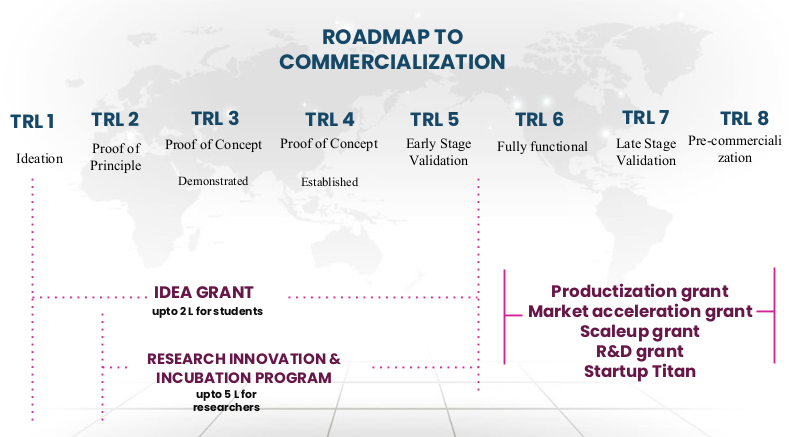 ROADMAP TO
COMMERCIALIZATION
TRL 1
TRL 2
TRL 3
TRL 4
TRL 5
TRL 6
TRL 7
TRL 8
Ideation
Proof of
Principle
Proof of Concept
Demonstrated
Proof of Concept
Established
Early Stage
Validation
Fully functional
Late Stage
Validation
Pre-commerciali
zation
IDEA GRANT
upto 2 L for students
RESEARCH INNOVATION &
INCUBATION PROGRAM
upto 5 L for
researchers
Productization grant
Market acceleration grant
Scaleup grant
R&D grant
Startup Titan